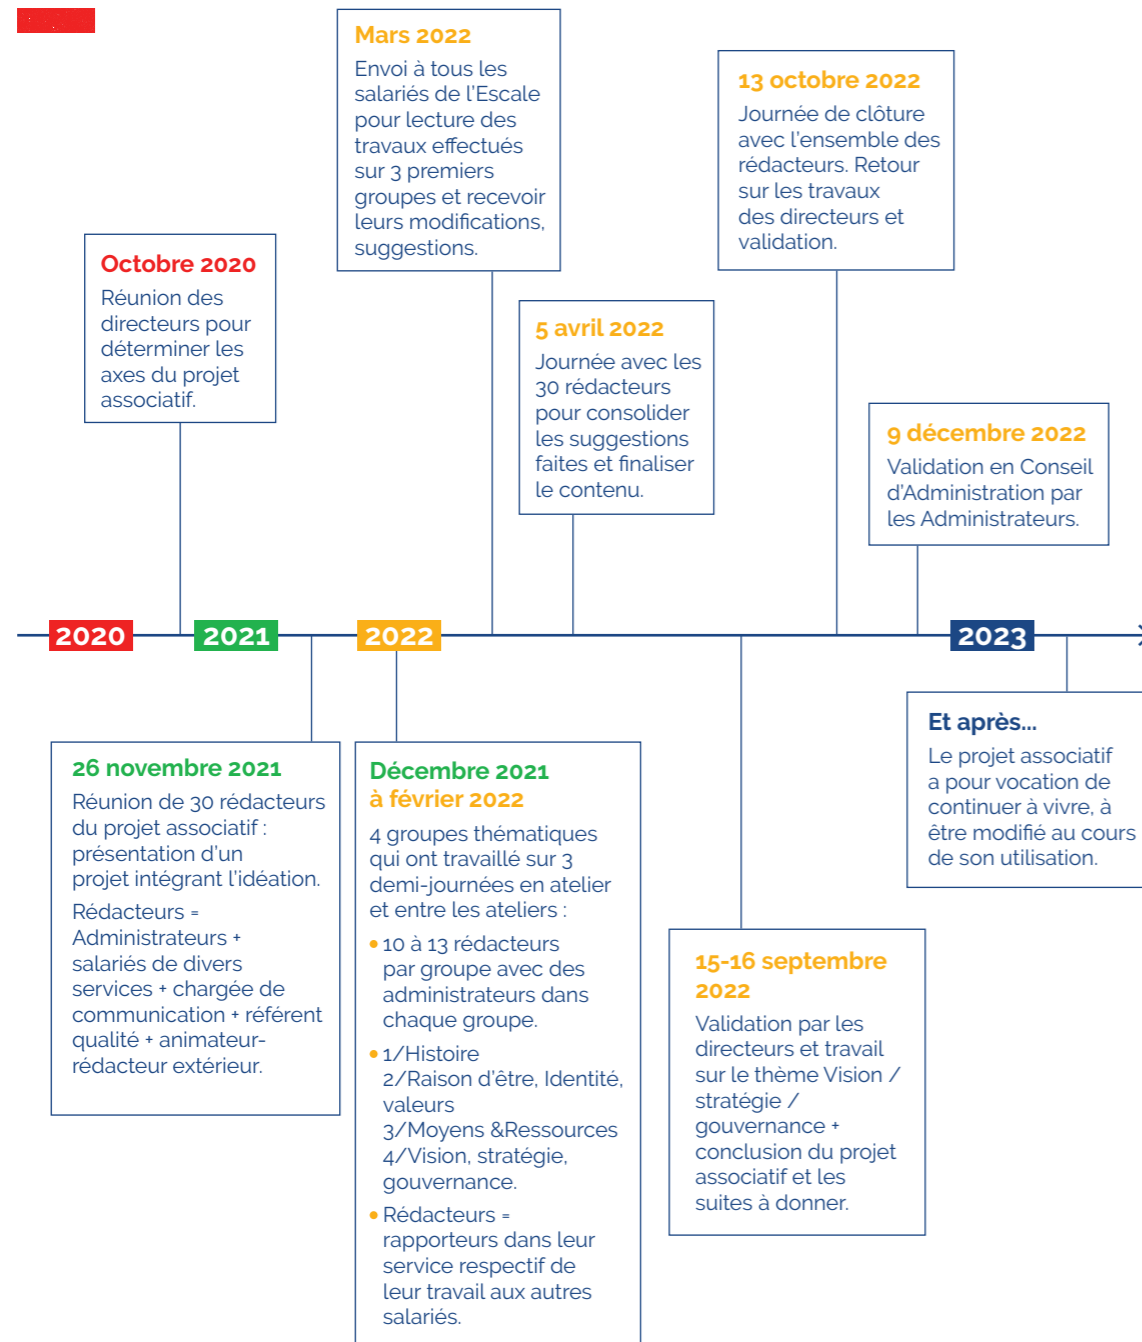 Mars 2022
Envoi à tous les
salariés de l'Escale
pour lecture des
travaux effectués
sur 3 premiers
groupes et recevoir
leurs modifications,
suggestions.
13 octobre 2022
Journée de clôture
avec l'ensemble des
rédacteurs. Retour
sur les travaux
des directeurs et
validation.
Octobre 2020
Réunion des
directeurs pour
déterminer les
axes du projet
associatif.
5 avril 2022
Journée avec les
30 rédacteurs
pour consolider
les suggestions
faites et finaliser
le contenu.
9 décembre 2022
Validation en Conseil
d'Administration par
les Administrateurs.
2020
2021
2022
2023
26 novembre 2021
Réunion de 30 rédacteurs
du projet associatif :
présentation d'un
projet intégrant l'idéation.
Rédacteurs =
Administrateurs +
salariés de divers
services + chargée de
communication + référent
qualité + animateur-
rédacteur extérieur.
Décembre 2021
à février 2022
4 groupes thématiques
qui ont travaillé sur 3
demi-journées en atelier
et entre les ateliers :
• 10 à 13 rédacteurs
par groupe avec des
administrateurs dans
chaque groupe.
• 1/Histoire
2/Raison d'être, Identité,
valeurs
3/Moyens &Ressources
4/Vision, stratégie,
gouvernance.
• Rédacteurs =
rapporteurs dans leur
service respectif de
leur travail aux autres
salariés.
15-16 septembre
2022
Validation par les
directeurs et travail
sur le thème Vision /
stratégie /
gouvernance +
conclusion du projet
associatif et les
suites à donner.
Et après...
Le projet associatif
a pour vocation de
continuer à vivre, à
être modifié au cours
de son utilisation.